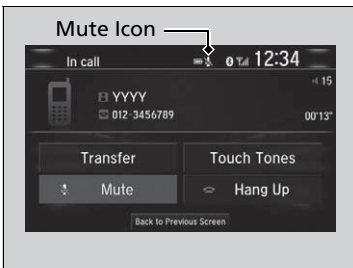 Mute Icon
In call
12:34
15
YYYY
012-3456789
00'13"
Transfer
Touch Tones
Mute
Hang Up
Back to Previous Screen